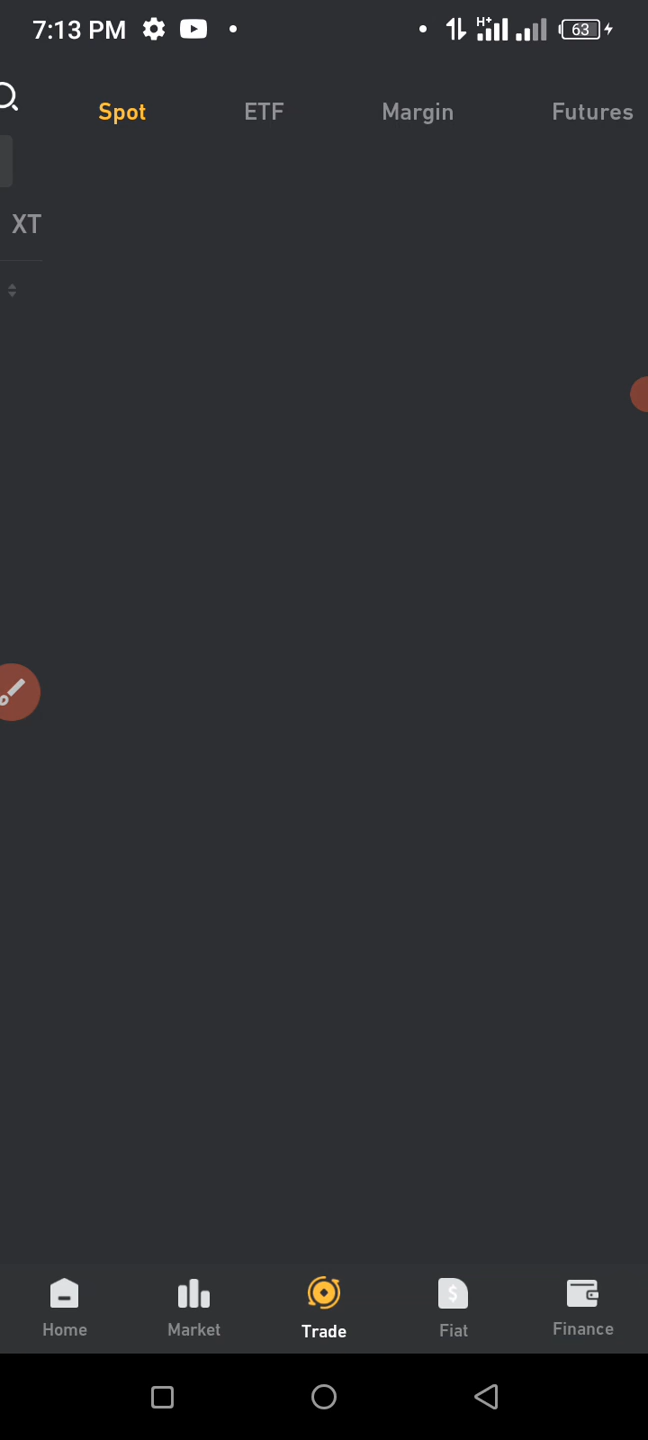 7:13 PM H+ 63
Spot ETF Margin Futures
XT
$
Home Market Trade Fiat Finance